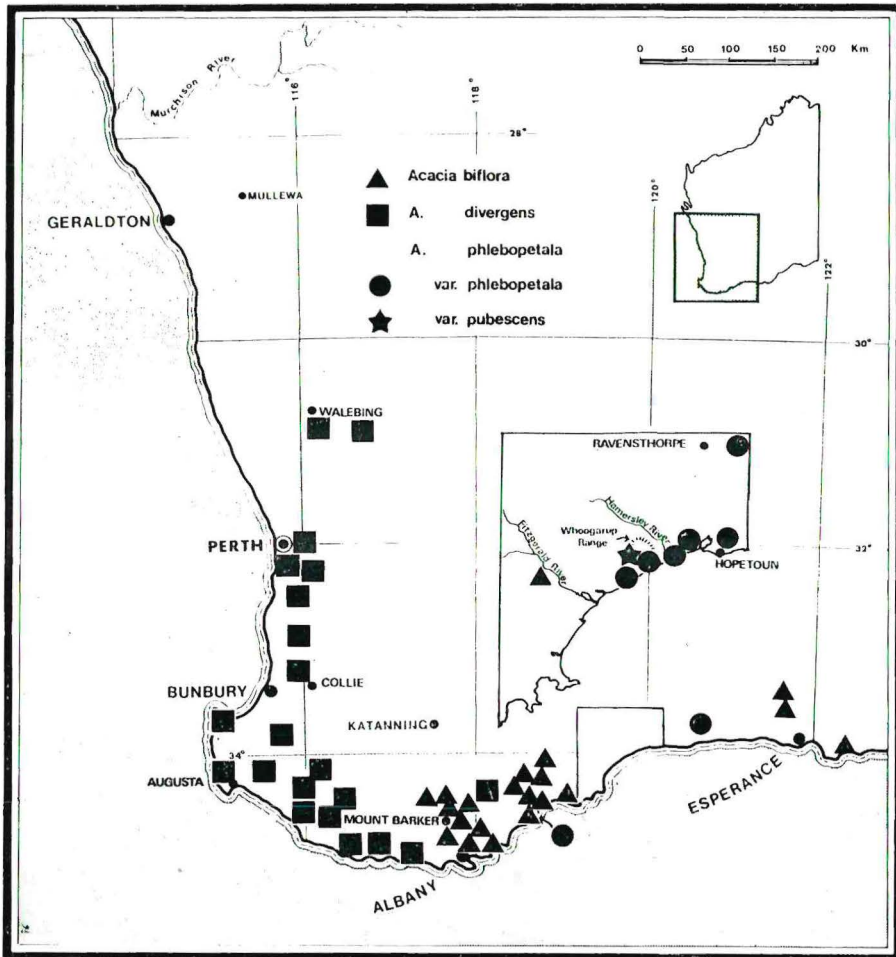 0 50 100 150 200 Km
Murchison River
116°
118°
28°
120°
122°
Acacia biflora
A. divergens
A. phlebopetala
var. phlebopetala
var. pubescens
MULLEWA
GERALDTON
30°
WALEBING
RAVENSTHORPE
Hamersley River
Fitzgerald River
Whoogarup
Range
HOPETOUN
PERTH
32°
BUNBURY
COLLIE
KATANNING
34°
AUGUSTA
MOUNT BARKER
ESPERANCE
ALBANY